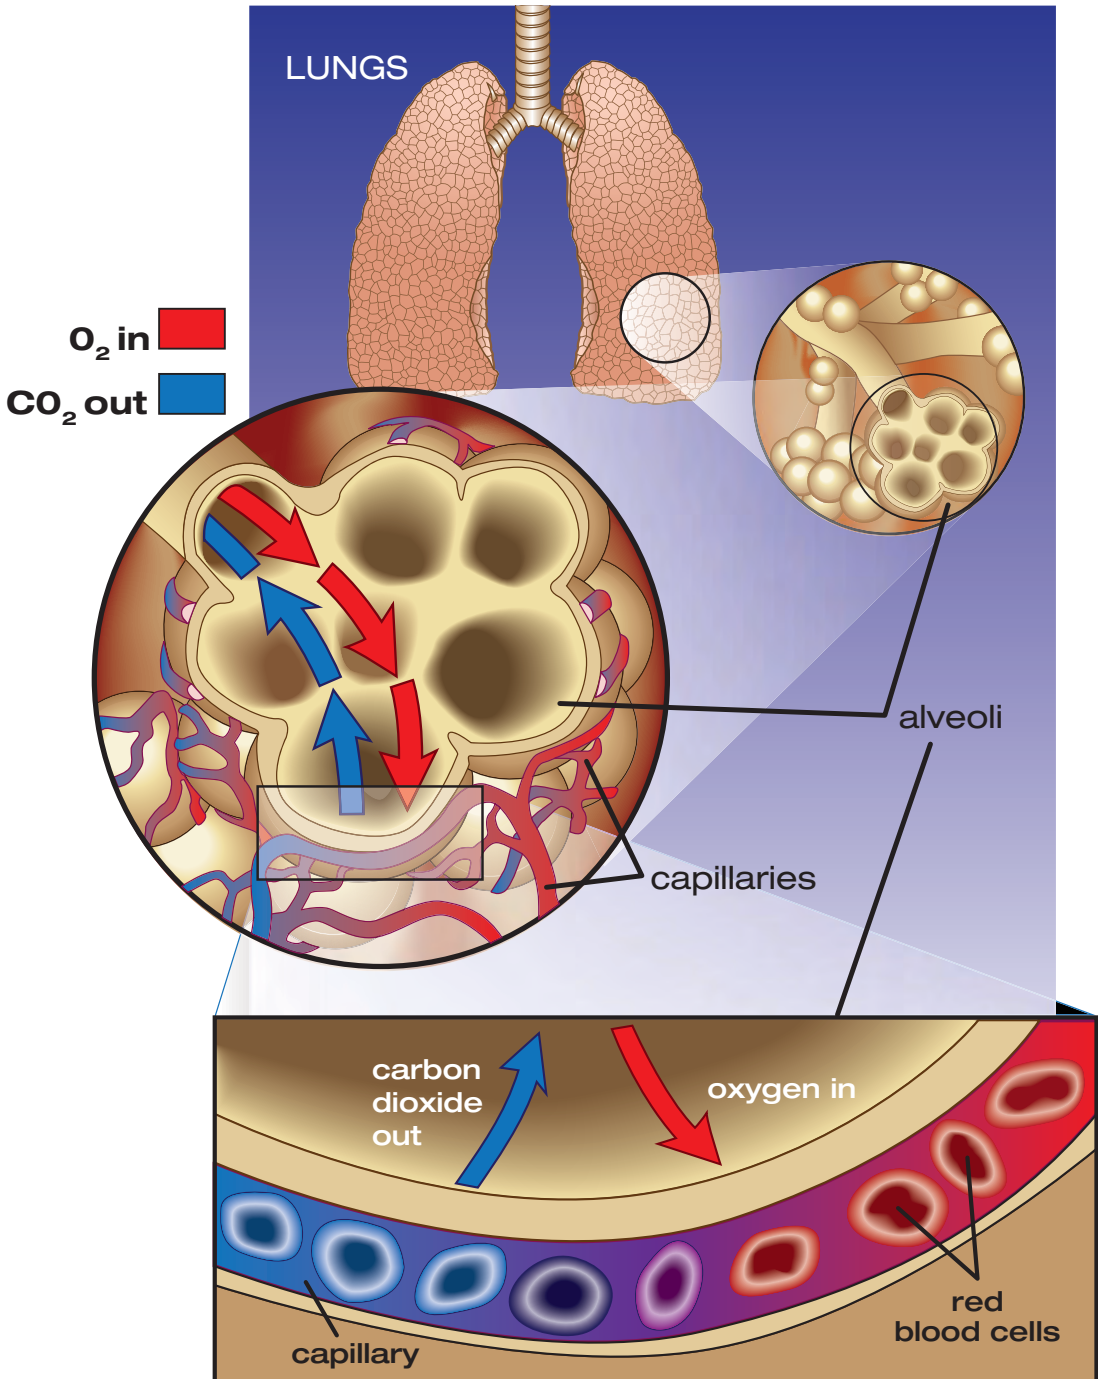 LUNGS
O₂ in
CO₂ out
alveoli
capillaries
carbon
dioxide
out
oxygen in
red
blood cells
capillary